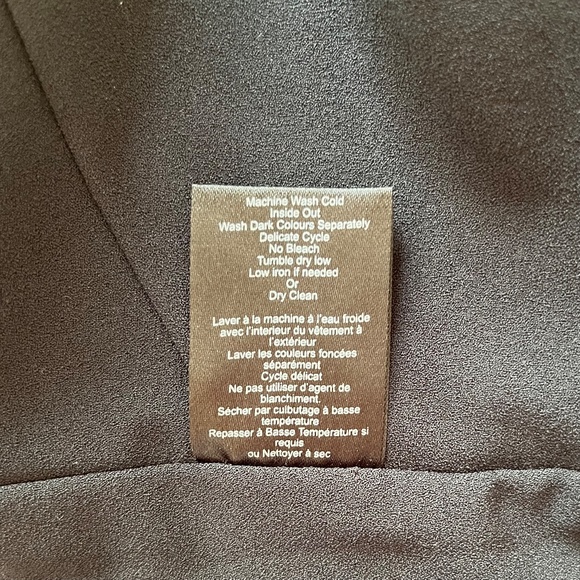 Machine Wash Cold
Inside Out
Wash Dark Colours Separately
Delicate Cycle
No Bleach
Tumble dry low
Low iron if needed
Or
Dry Clean
Laver à la machine à l'eau froide
avec l'interieur du vêtement à
l'extérieur
Laver les couleurs foncées
séparément
Cycle délicat
Ne pas utiliser d'agent de
blanchiment.
Sécher par culbutage à basse
température
Repasser à Basse Température si
requis
ou Nettoyer à sec